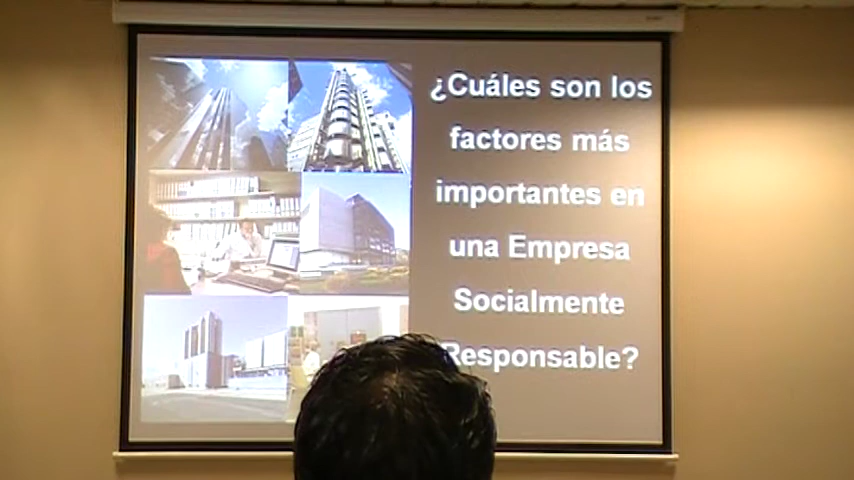 ¿Cuáles son los
factores más
importantes en
una Empresa
Socialmente
Responsable?